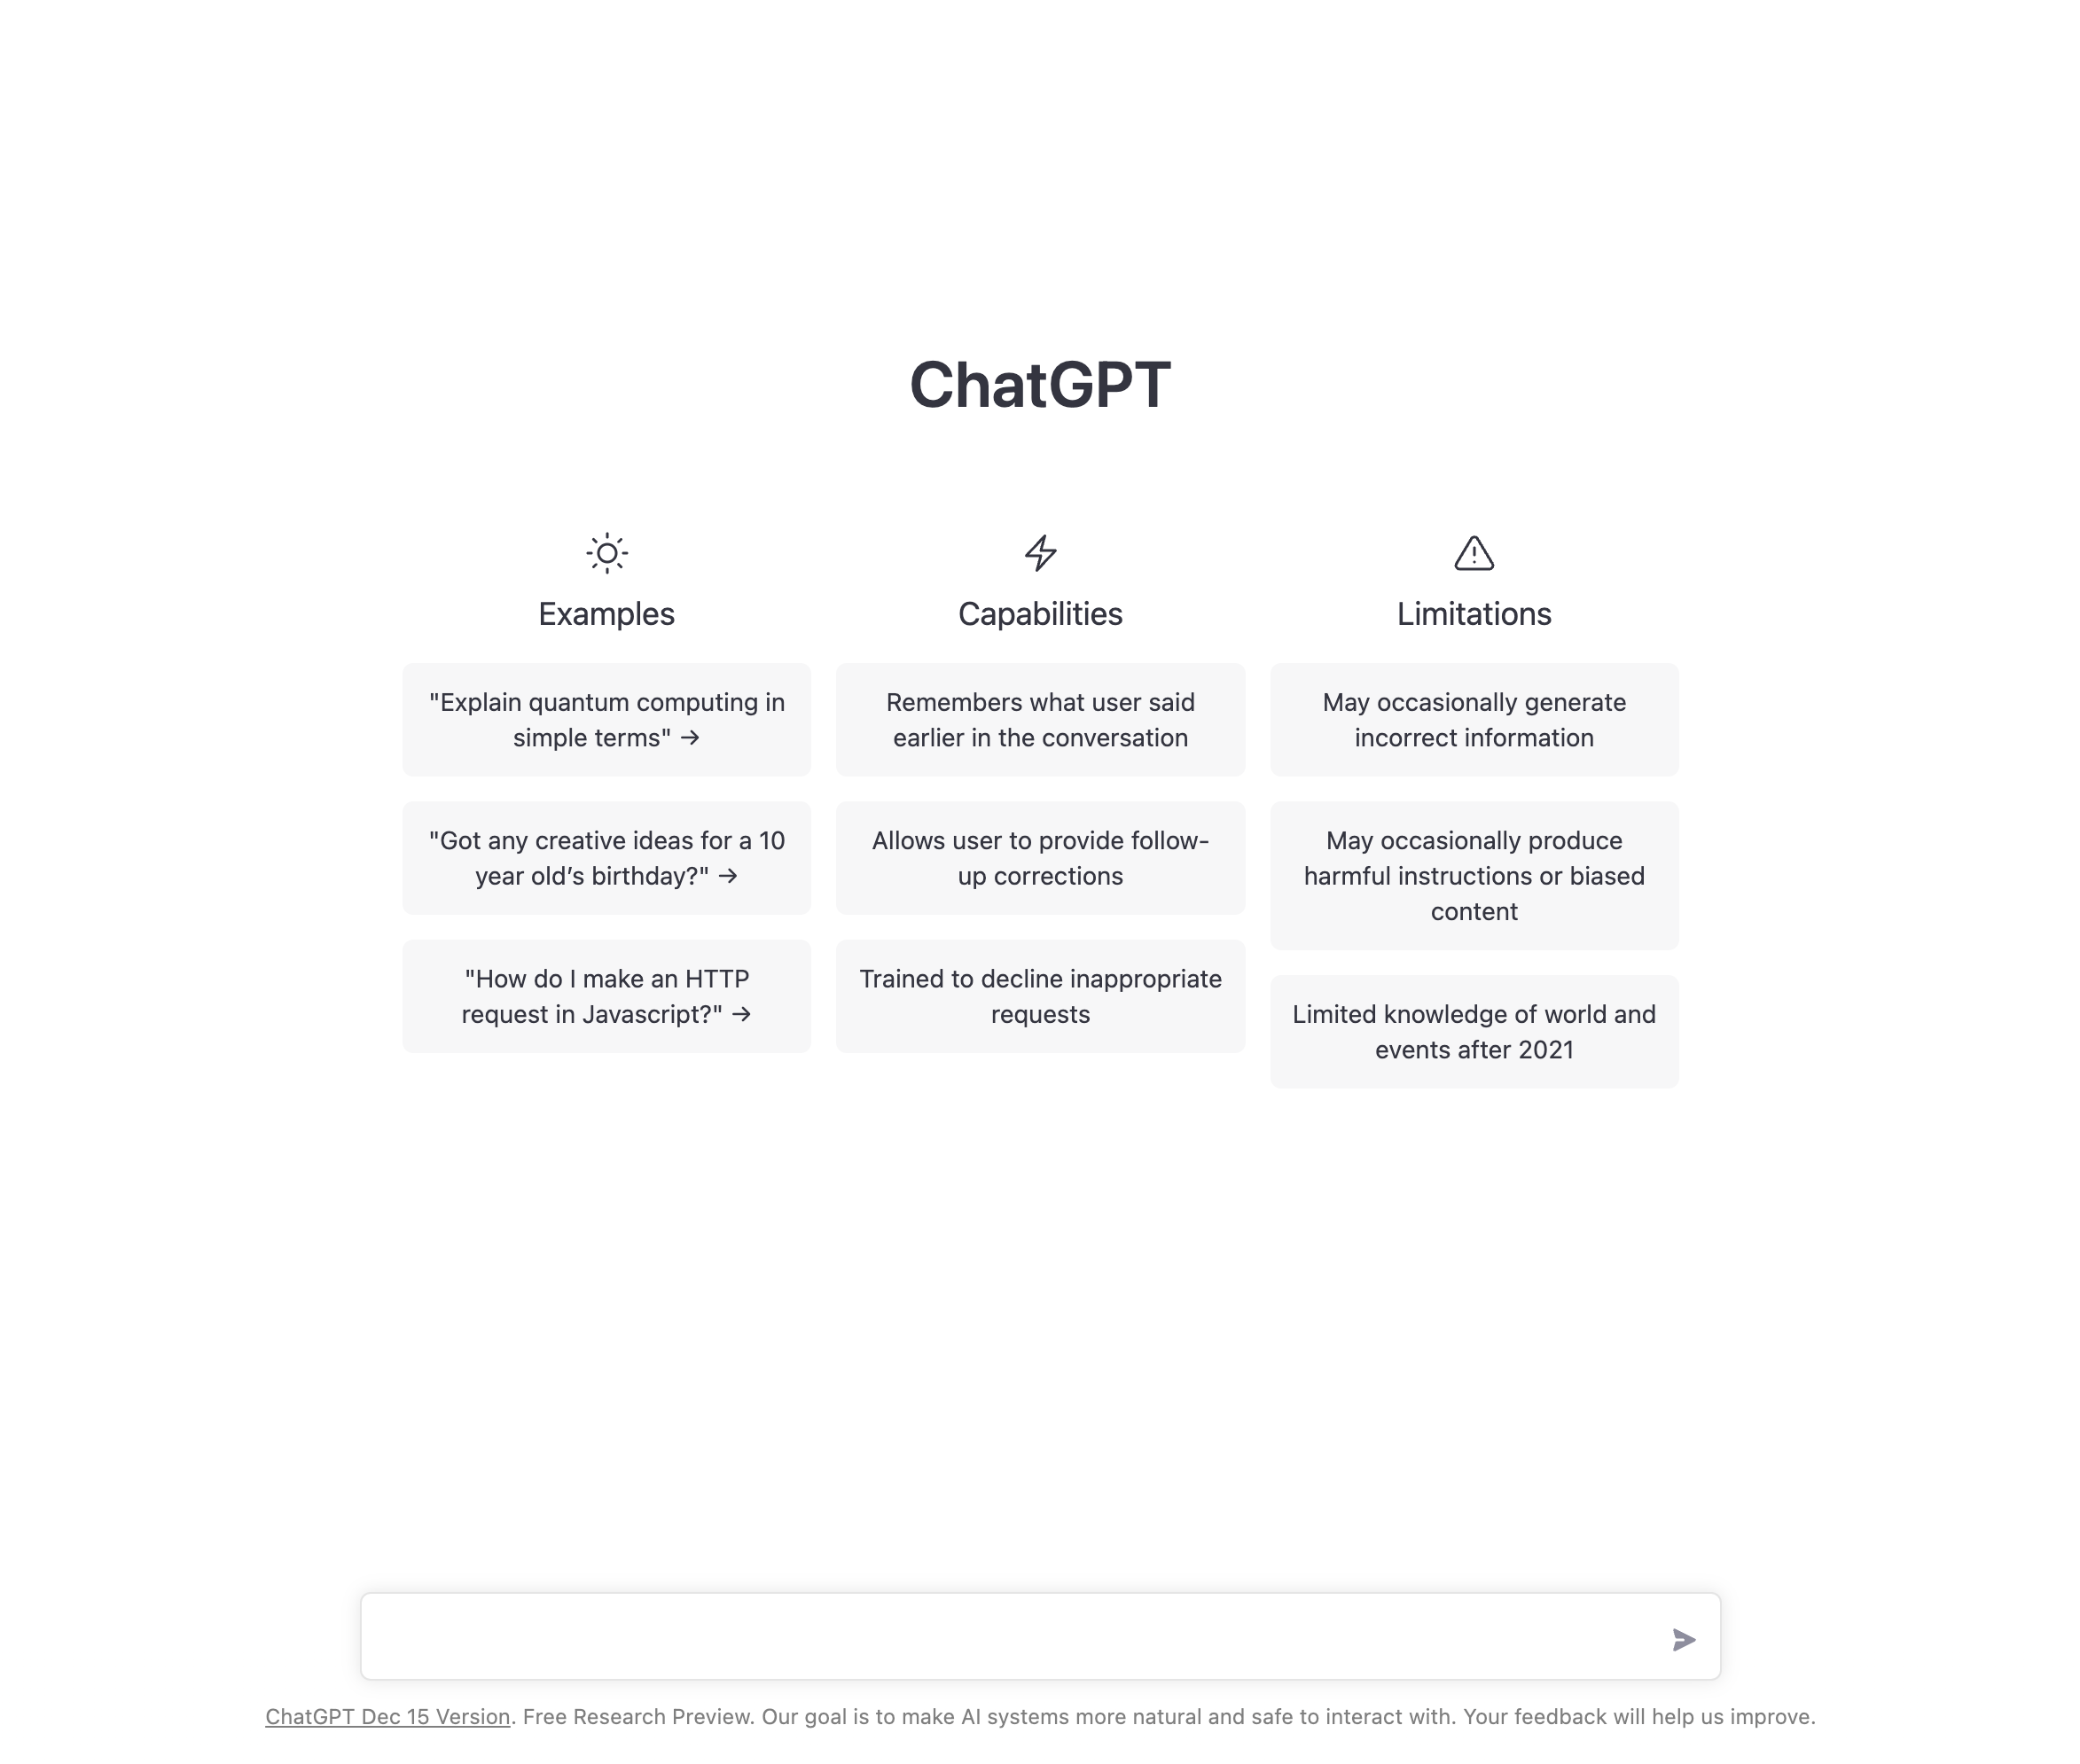 ChatGPT
Examples
"Explain quantum computing in
simple terms" →
"Got any creative ideas for a 10
year old’s birthday?" →
"How do I make an HTTP
request in Javascript?" →
Capabilities
Remembers what user said
earlier in the conversation
Allows user to provide follow-
up corrections
Trained to decline inappropriate
requests
Limitations
May occasionally generate
incorrect information
May occasionally produce
harmful instructions or biased
content
Limited knowledge of world and
events after 2021
ChatGPT Dec 15 Version. Free Research Preview. Our goal is to make AI systems more natural and safe to interact with. Your feedback will help us improve.